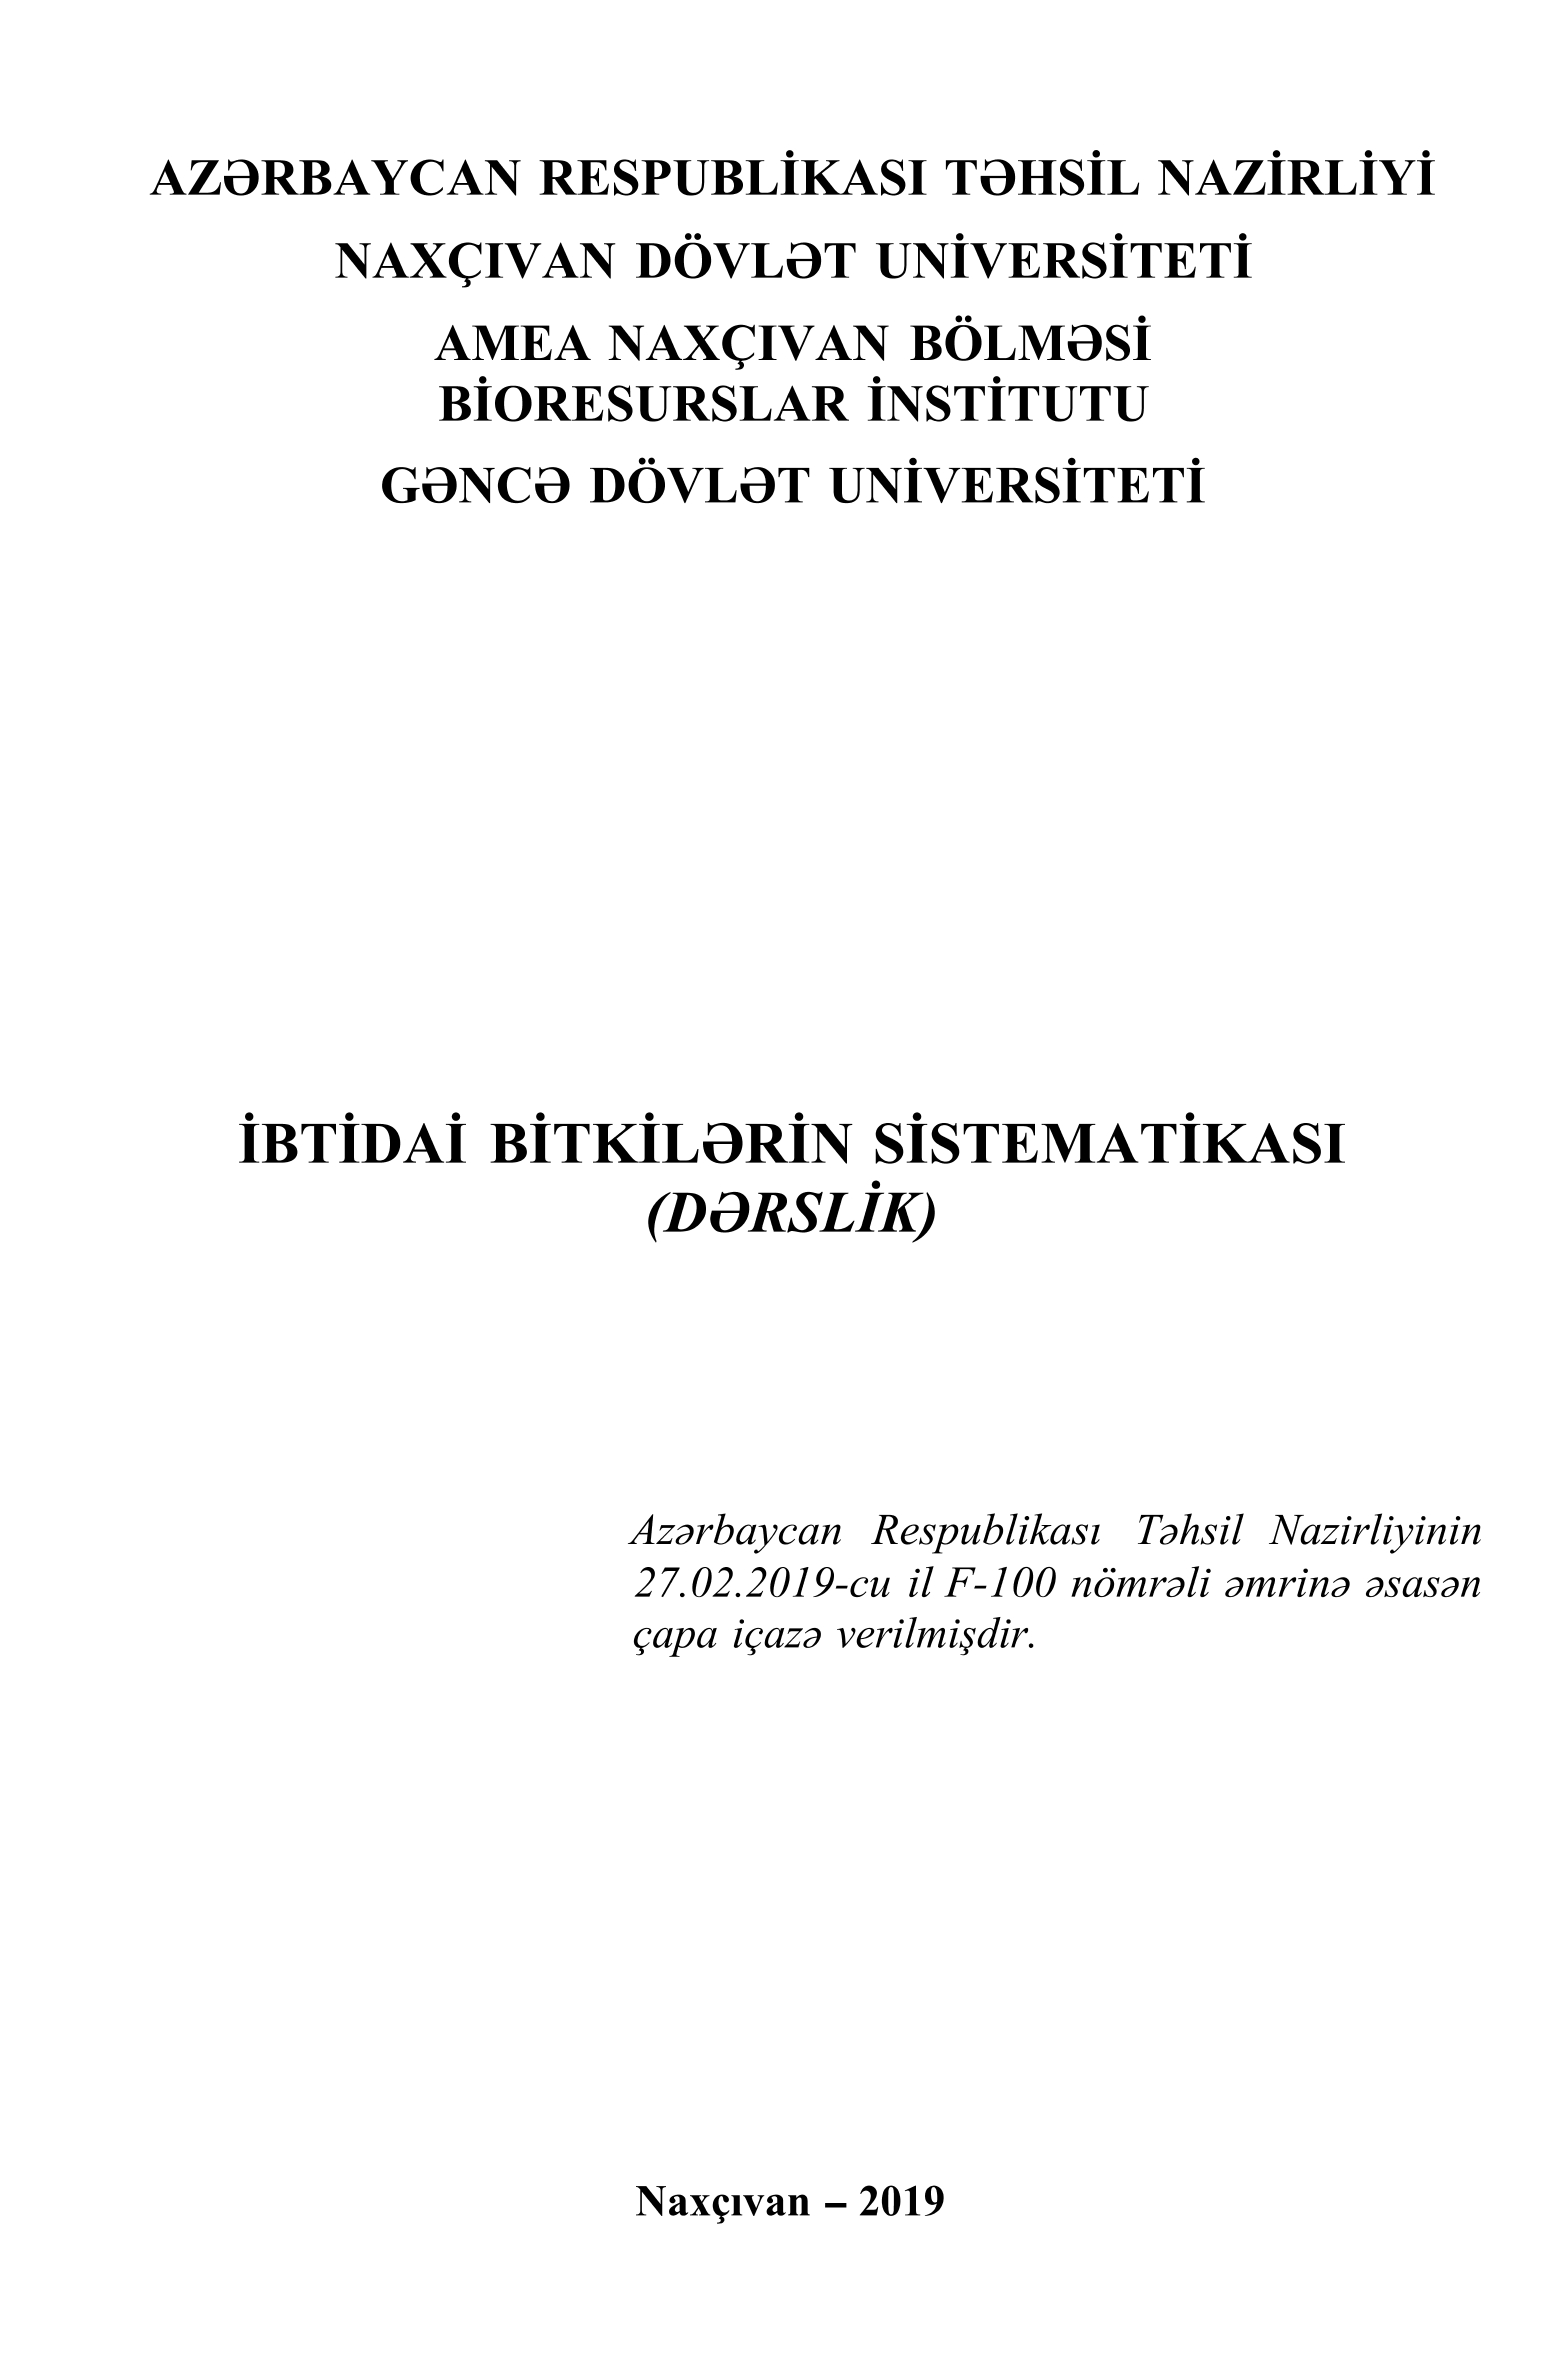 AZƏRBAYCAN RESPUBLİKASI TƏHSİL NAZİRLİYİ
NAXÇIVAN DÖVLƏT UNİVERSİTETİ
AMEA NAXÇIVAN BÖLMƏSİ
BİORESURSLAR İNSTİTUTU
GƏNCƏ DÖVLƏT UNİVERSİTETİ
İBTİDAİ BİTKİLƏRİN SİSTEMATİKASI
(DƏRSLİK)
Azərbaycan Respublikası Təhsil Nazirliyinin
27.02.2019-cu il F-100 nömrəli əmrinə əsasən
çapa içazə verilmişdir.
Naxçıvan – 2019